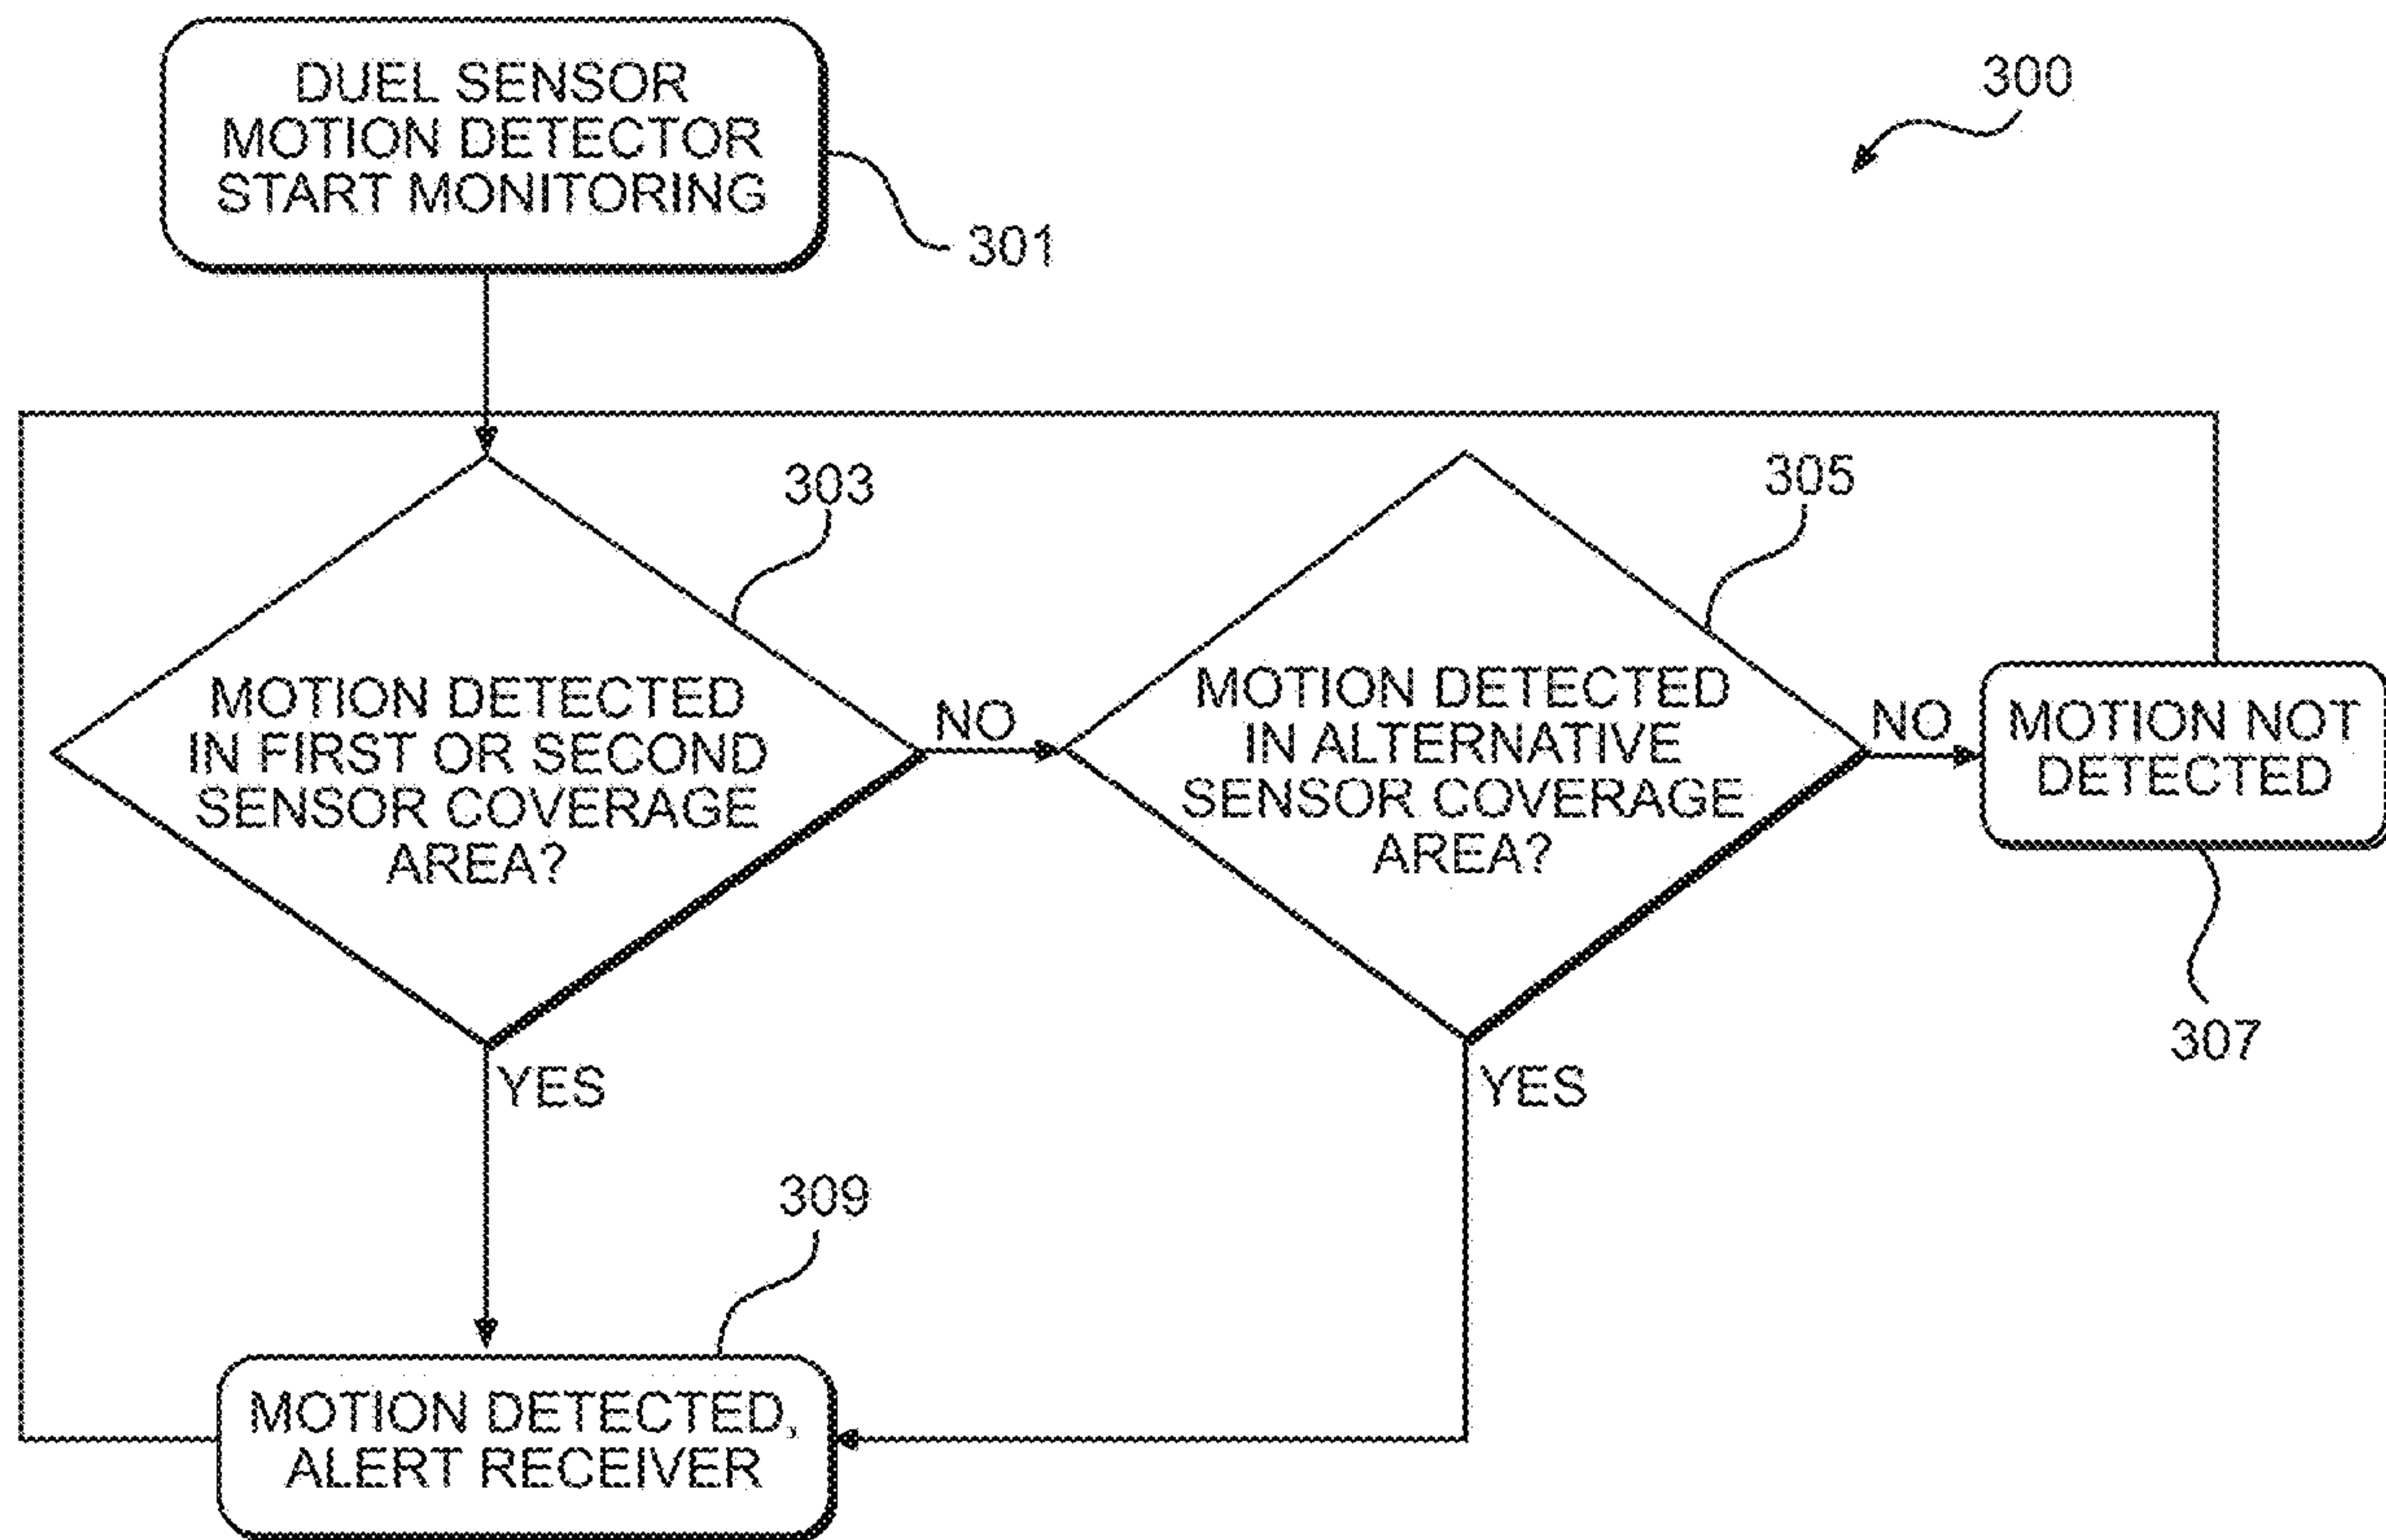 DUEL SENSOR
MOTION DETECTOR
START MONITORING
301
300
303
MOTION DETECTED
IN FIRST OR SECOND
SENSOR COVERAGE
AREA?
NO
YES
305
MOTION DETECTED
IN ALTERNATIVE
SENSOR COVERAGE
AREA?
NO
YES
MOTION NOT
DETECTED
307
309
MOTION DETECTED,
ALERT RECEIVER